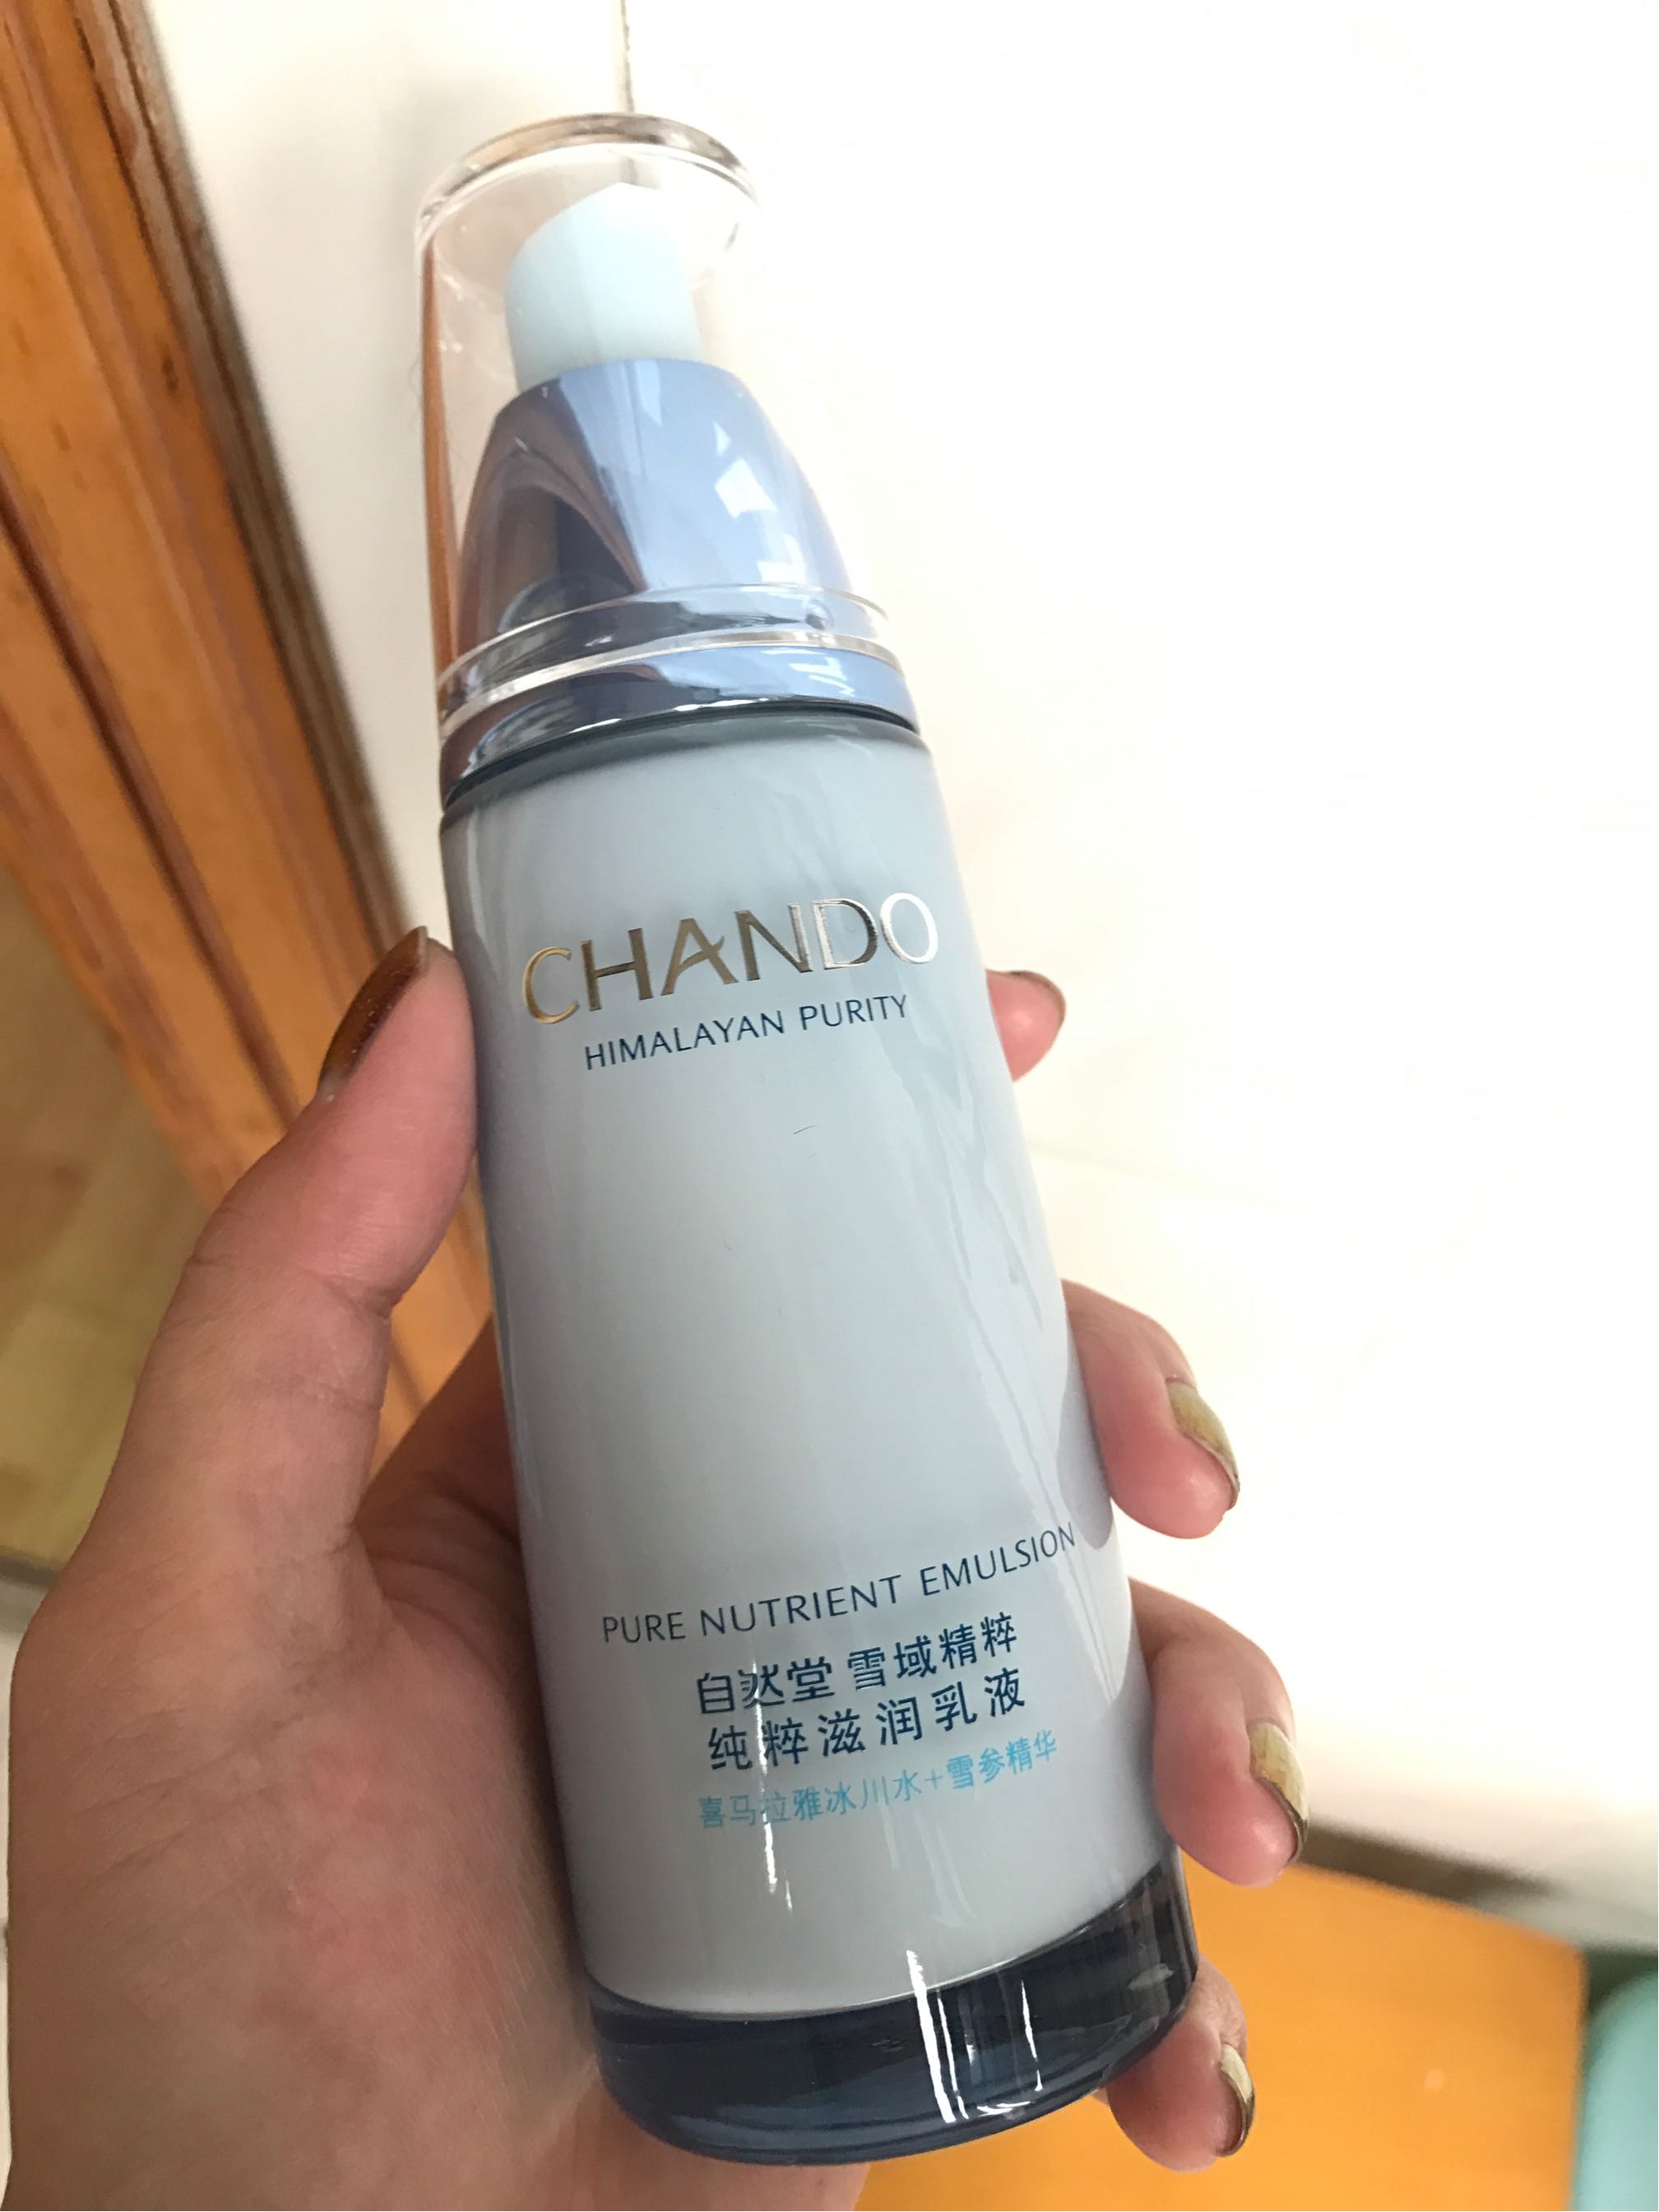 CHANDO
HIMALAYAN PURITY
PURE NUTRIENT EMULSION
自然堂 雪域精粹
纯粹滋润乳液
喜马拉雅冰川水+雪参精华